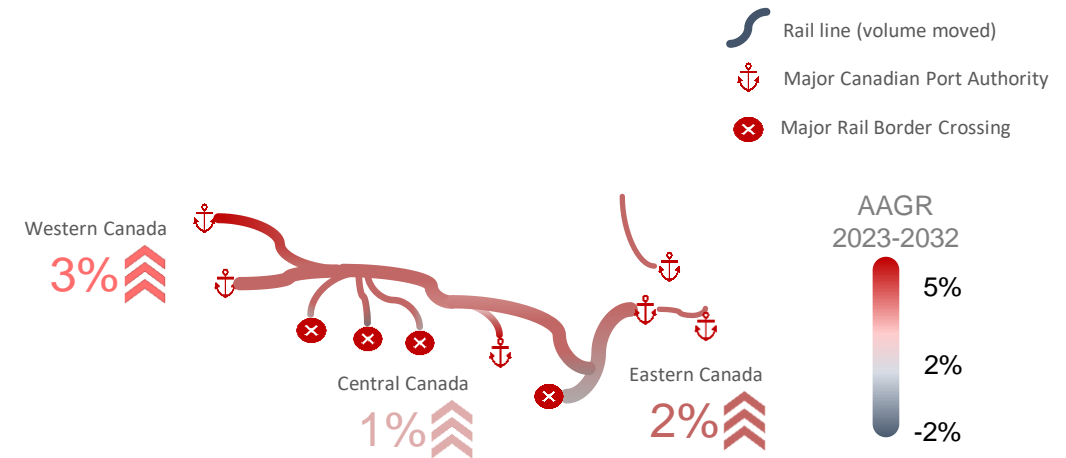 Rail line (volume moved)
Major Canadian Port Authority
Major Rail Border Crossing
Western Canada
3%
Central Canada
1%
Eastern Canada
2%
AAGR
2023-2032
5%
2%
-2%